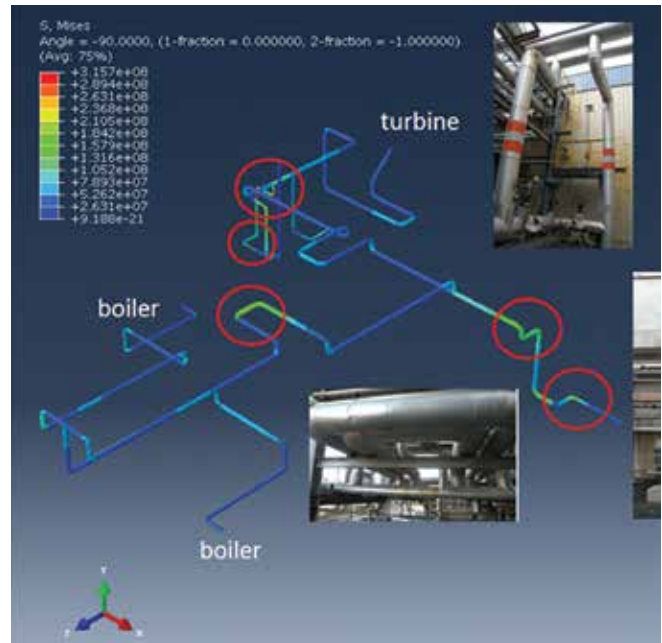 S, Mises
Angle = -90.0000, (1-fraction = 0.000000, 2-fraction = -1.000000)
(Avg: 75%)
+3.157e+08
+2.894e+08
+2.631e+08
+2.368e+08
+2.105e+08
+1.842e+08
+1.579e+08
+1.316e+08
+1.052e+08
+7.893e+07
+5.262e+07
+2.631e+07
+9.188e-21
turbine
boiler
boiler
Y
Z
X